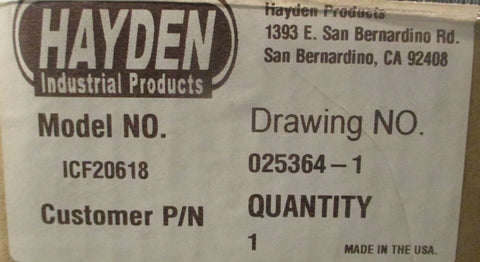 HAYDEN
Industrial Products
Hayden Products
1393 E. San Bernardino Rd.
San Bernardino, CA 92408
Model NO.
ICF20618
Drawing NO.
025364-1
Customer P/N
QUANTITY
1
MADE IN THE USA.